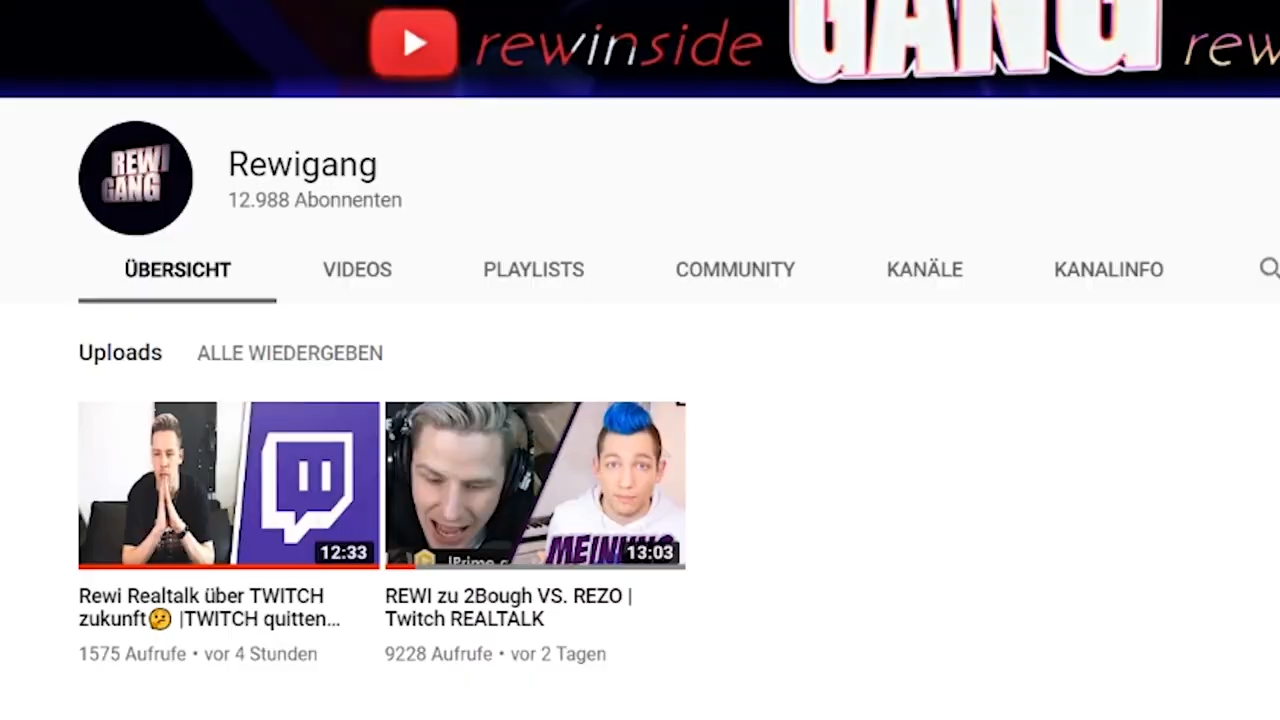 rewinside GANG rew
REWI
GANG
Rewigang
12.988 Abonnenten
ÜBERSICHT VIDEOS PLAYLISTS COMMUNITY KANÄLE KANALINFO
Uploads ALLE WIEDERGEBEN
12:33
!Prime
MEINUNG
13:03
Rewi Realtalk über TWITCH
zukunft🤔 |TWITCH quitten...
1575 Aufrufe • vor 4 Stunden
REWI zu 2Bough VS. REZO |
Twitch REALTALK
9228 Aufrufe • vor 2 Tagen